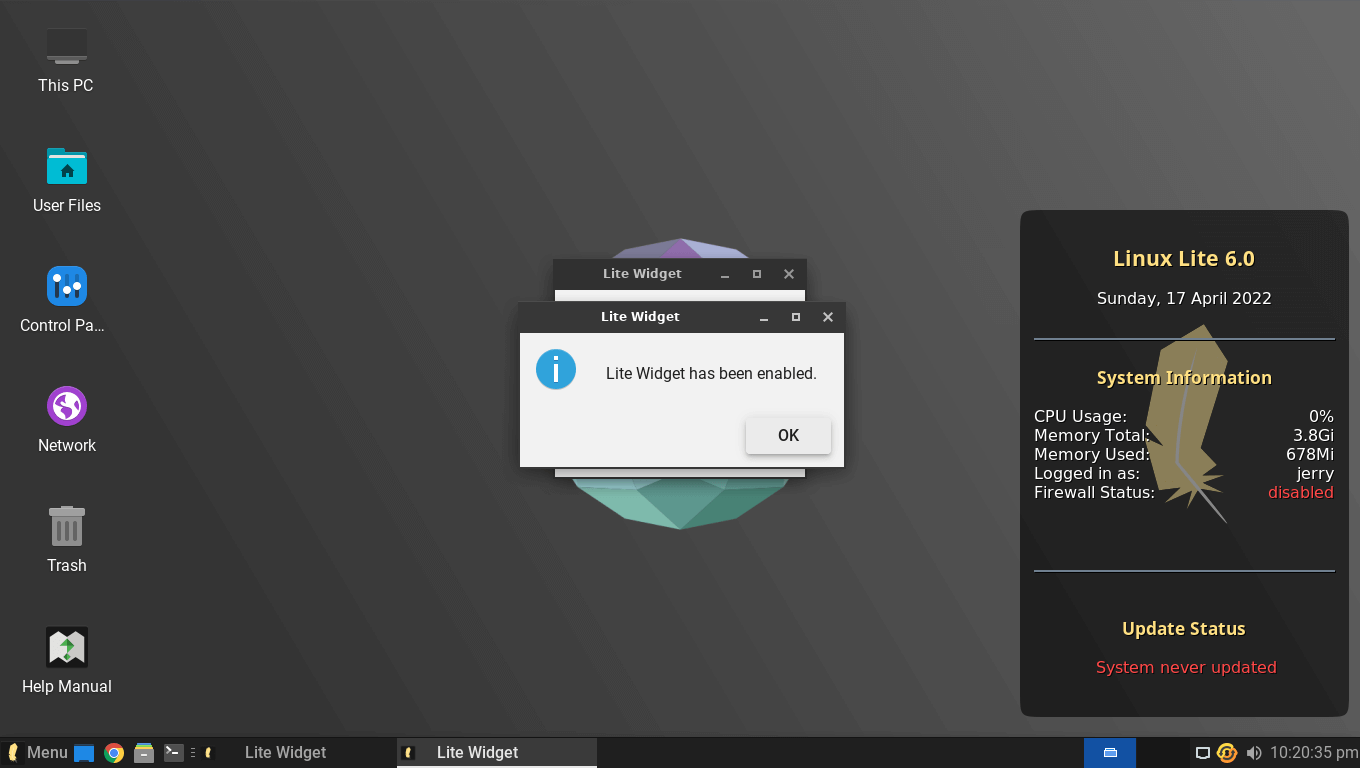 This PC
User Files
Control Pa...
Network
Trash
Help Manual
Lite Widget
Lite Widget
Lite Widget has been enabled.
OK
Linux Lite 6.0
Sunday, 17 April 2022
System Information
CPU Usage: 0%
Memory Total: 3.8Gi
Memory Used: 678Mi
Logged in as: jerry
Firewall Status: disabled
Update Status
System never updated
Menu Lite Widget Lite Widget 10:20:35 pm